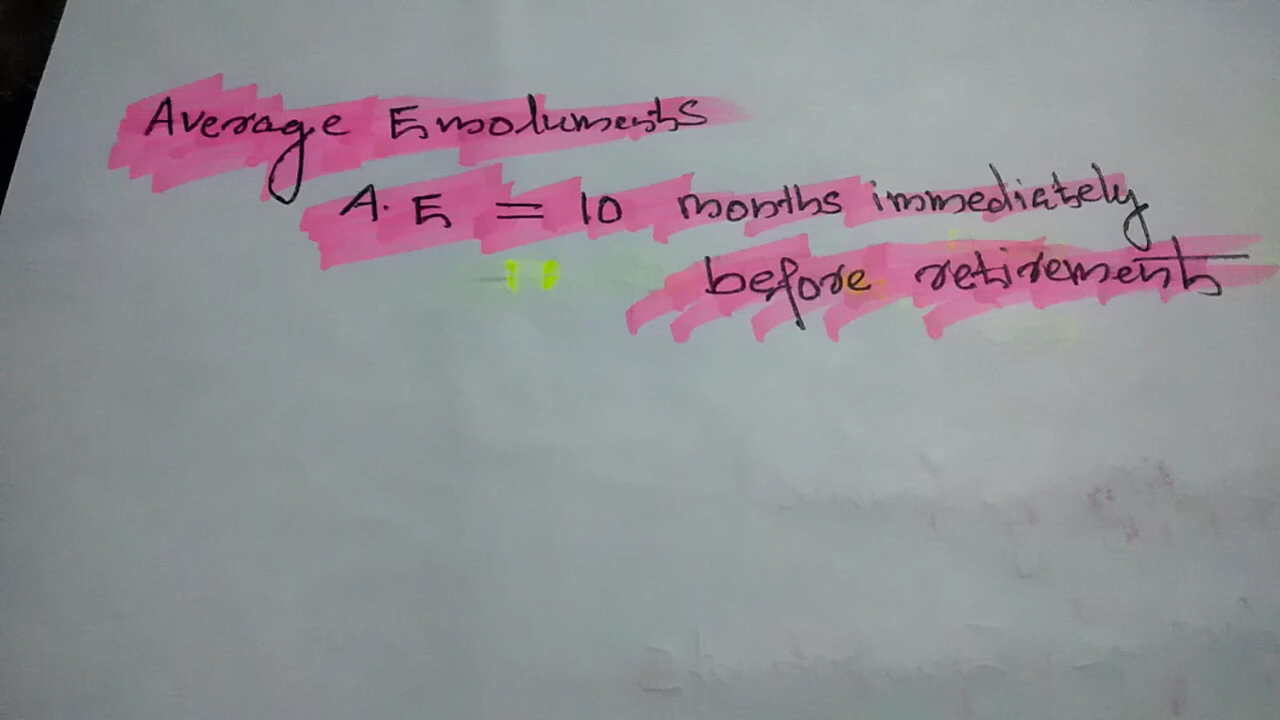 Average Emoluments
A. E = 10 months immediately
before retirement